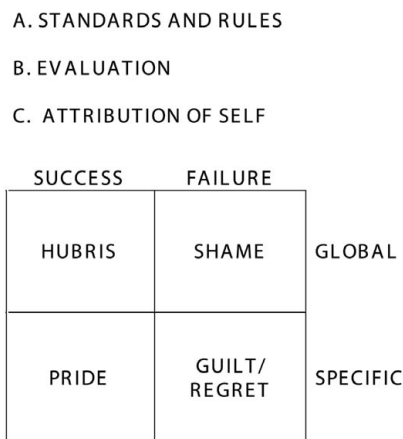 A. STANDARDS AND RULES
B. EVALUATION
C. ATTRIBUTION OF SELF
SUCCESS FAILURE
HUBRIS SHAME GLOBAL
PRIDE GUILT/ REGRET SPECIFIC